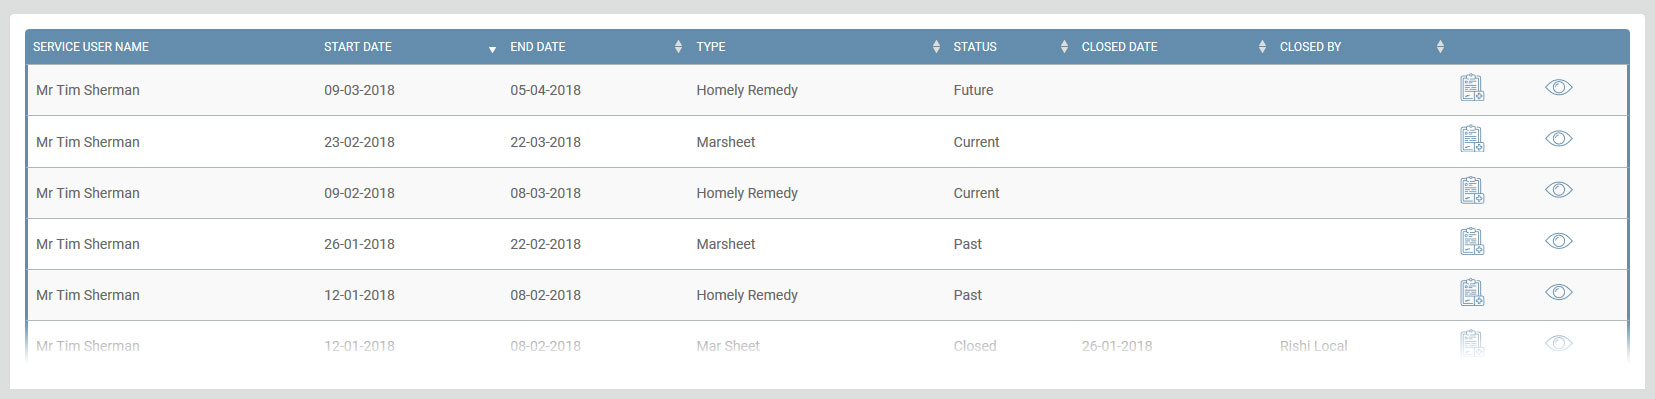 SERVICE USER NAME START DATE END DATE TYPE STATUS CLOSED DATE CLOSED BY
Mr Tim Sherman 09-03-2018 05-04-2018 Homely Remedy Future
Mr Tim Sherman 23-02-2018 22-03-2018 Marsheet Current
Mr Tim Sherman 09-02-2018 08-03-2018 Homely Remedy Current
Mr Tim Sherman 26-01-2018 22-02-2018 Marsheet Past
Mr Tim Sherman 12-01-2018 08-02-2018 Homely Remedy Past
Mr Tim Sherman 12-01-2018 08-02-2018 Mar Sheet Closed 26-01-2018 Rishi Local